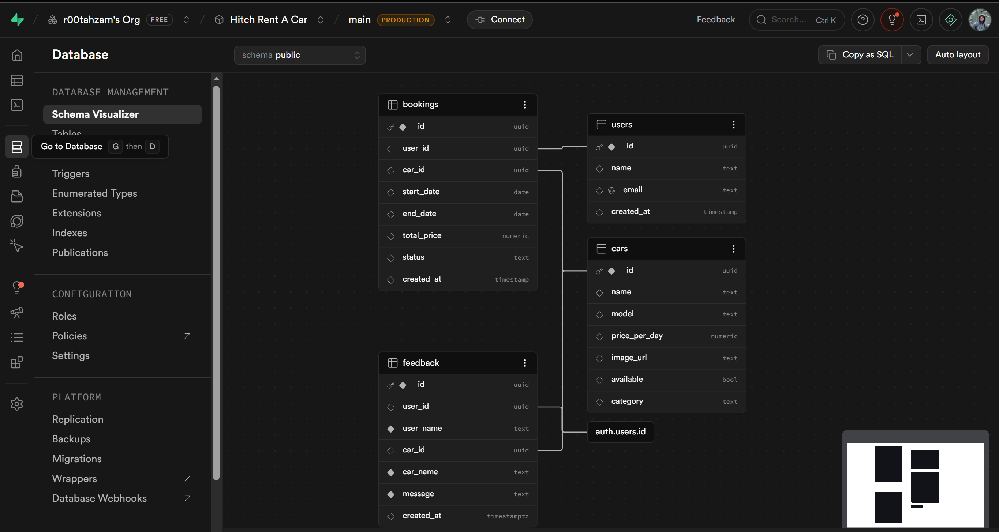 r00tahzam's Org FREE Hitch Rent A Car main PRODUCTION Connect Feedback Search... Ctrl K
Database
DATABASE MANAGEMENT
Schema Visualizer
Tables
Go to Database G then D
Triggers
Enumerated Types
Extensions
Indexes
Publications
CONFIGURATION
Roles
Policies
Settings
PLATFORM
Replication
Backups
Migrations
Wrappers
Database Webhooks
schema public
Copy as SQL
Auto layout
bookings
id uuid
user_id uuid
car_id uuid
start_date date
end_date date
total_price numeric
status text
created_at timestamp
users
id uuid
name text
email text
created_at timestamp
cars
id uuid
name text
model text
price_per_day numeric
image_url text
available bool
category text
auth.users.id
feedback
id uuid
user_id uuid
user_name text
car_id uuid
car_name text
message text
created_at timestamptz